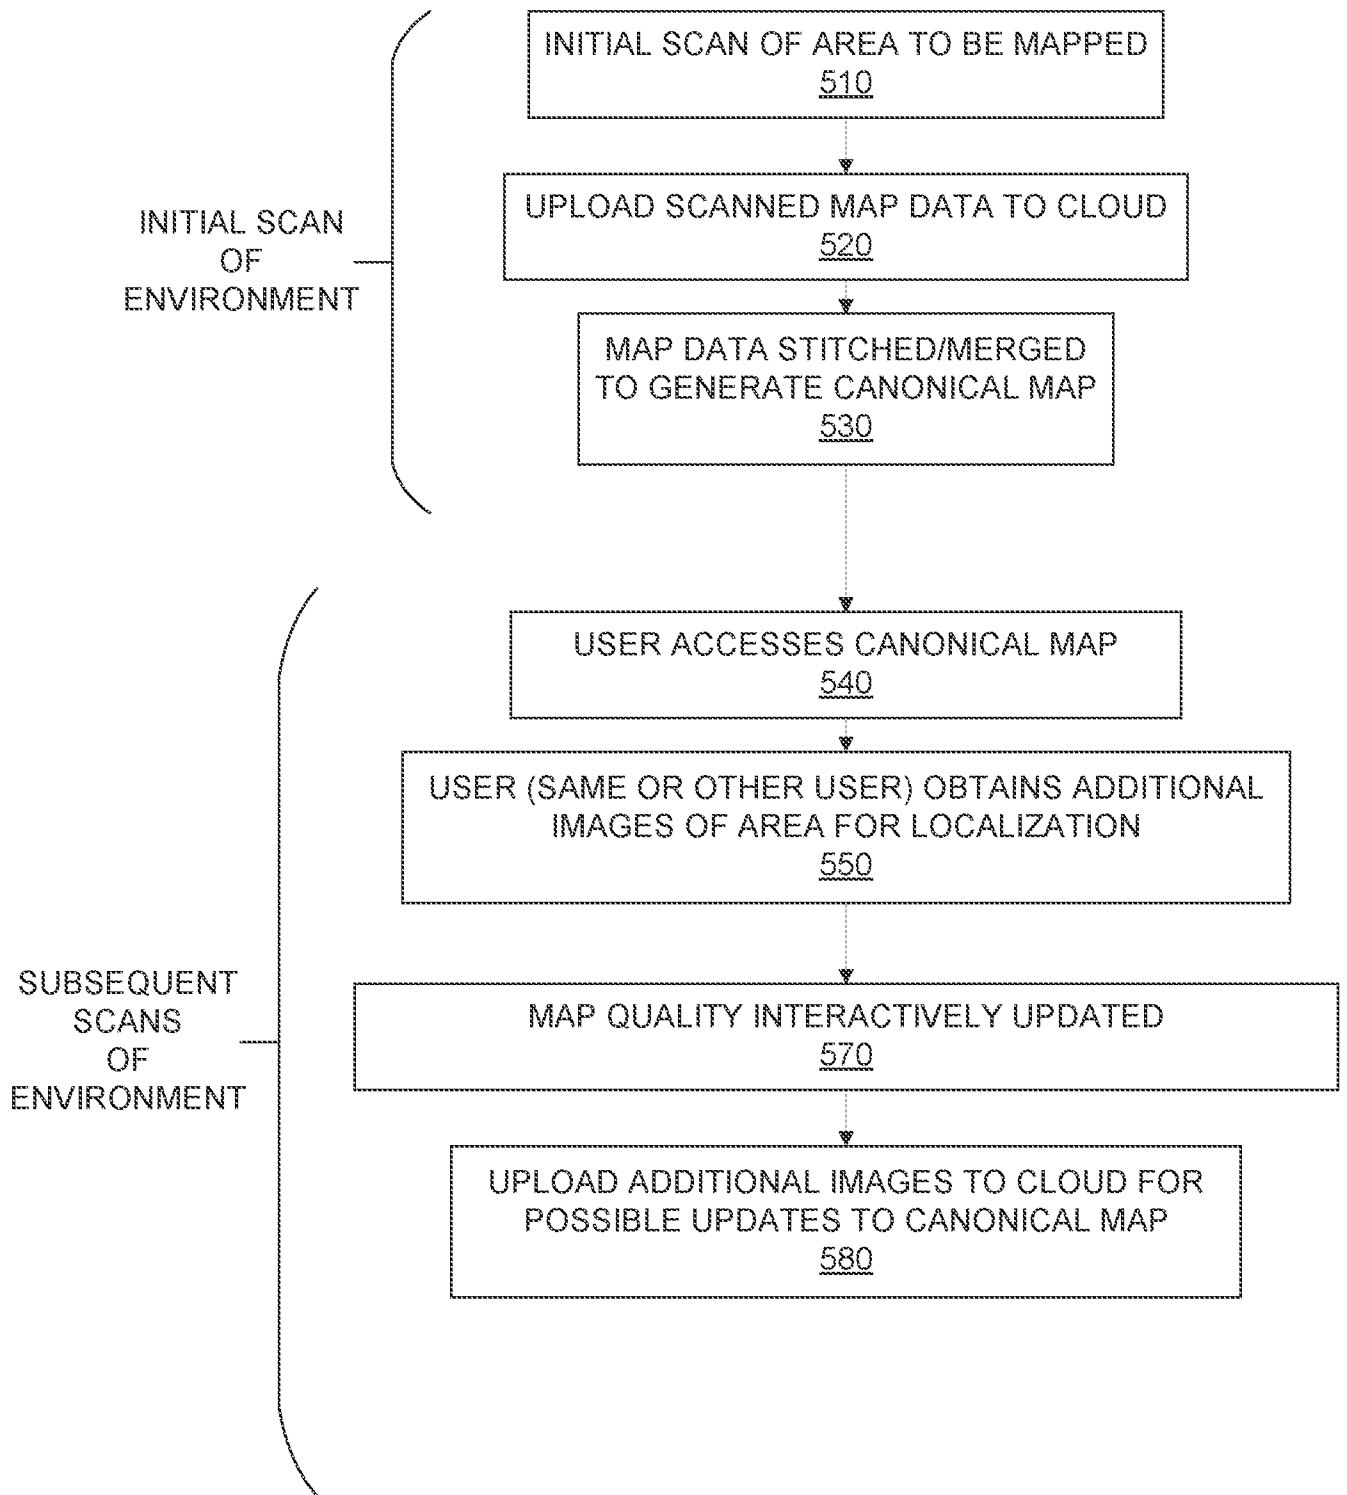 INITIAL SCAN OF AREA TO BE MAPPED
510
UPLOAD SCANNED MAP DATA TO CLOUD
520
INITIAL SCAN
OF
ENVIRONMENT
MAP DATA STITCHED/MERGED
TO GENERATE CANONICAL MAP
530
USER ACCESSES CANONICAL MAP
540
USER (SAME OR OTHER USER) OBTAINS ADDITIONAL
IMAGES OF AREA FOR LOCALIZATION
550
SUBSEQUENT
SCANS
OF
ENVIRONMENT
MAP QUALITY INTERACTIVELY UPDATED
570
UPLOAD ADDITIONAL IMAGES TO CLOUD FOR
POSSIBLE UPDATES TO CANONICAL MAP
580